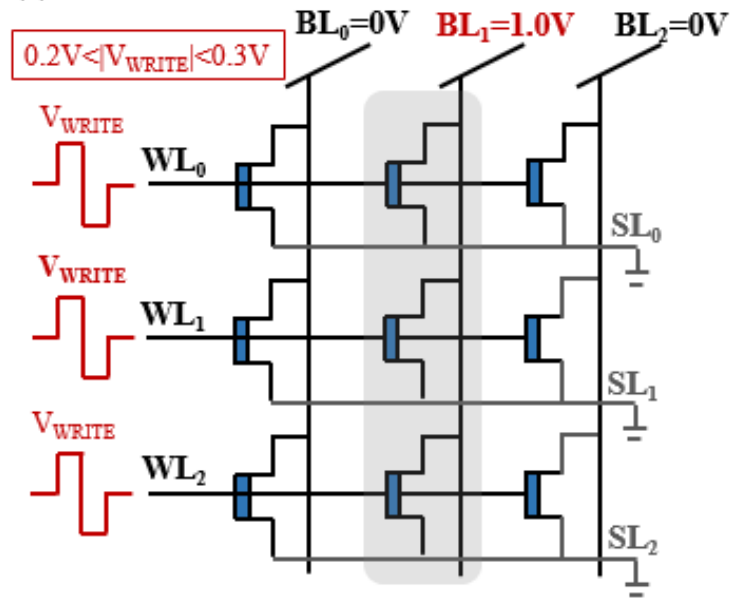 BL₀=0V BL₁=1.0V BL₂=0V
0.2V<|V_WRITE|<0.3V
V_WRITE
WL₀
SL₀
V_WRITE
WL₁
SL₁
V_WRITE
WL₂
SL₂